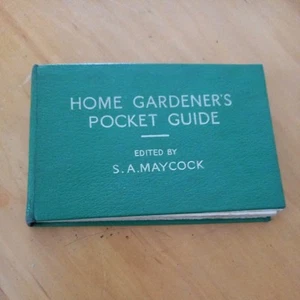 HOME GARDENER'S
POCKET GUIDE
EDITED BY
S. A. MAYCOCK